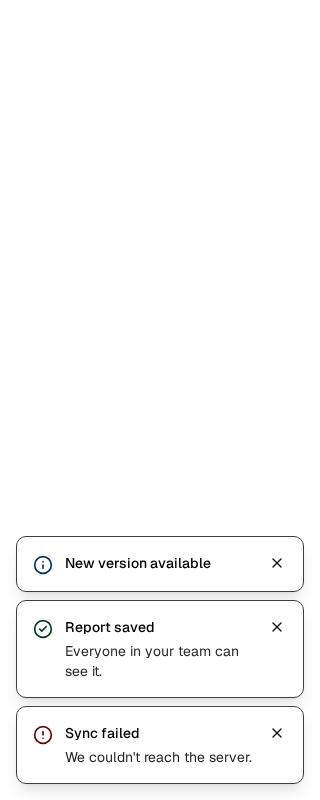 New version available
Report saved
Everyone in your team can
see it.
Sync failed
We couldn't reach the server.